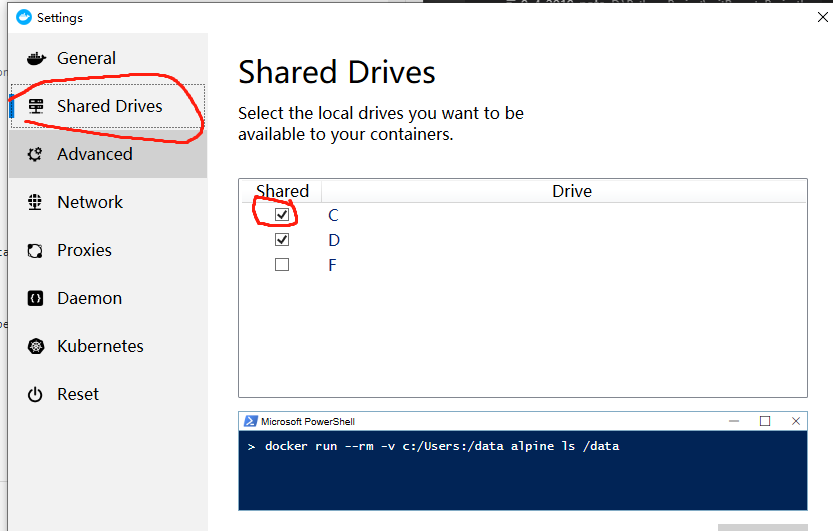 Settings
General
Shared Drives
Advanced
Network
Proxies
Daemon
Kubernetes
Reset
Shared Drives
Select the local drives you want to be
available to your containers.
Shared Drive
C
D
F
Microsoft PowerShell
> docker run --rm -v c:/Users:/data alpine ls /data